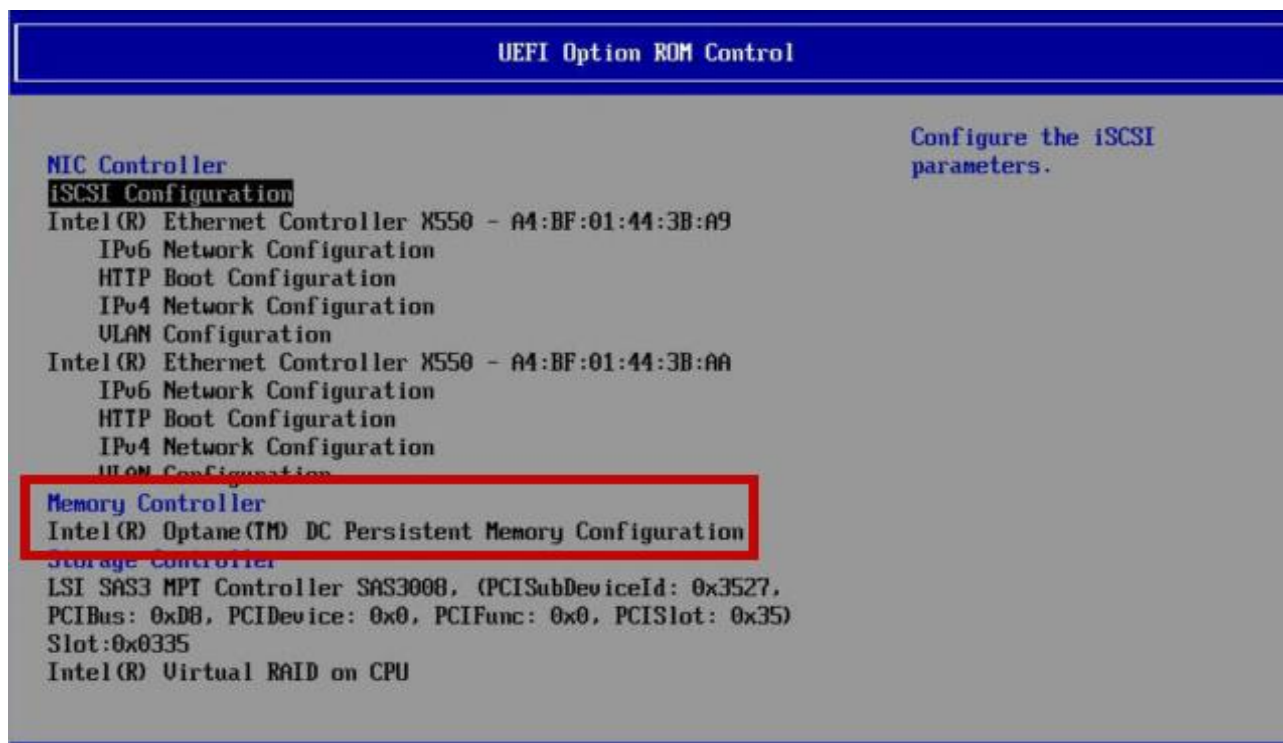 UEFI Option ROM Control
NIC Controller
iSCSI Configuration
Intel(R) Ethernet Controller X550 - A4:BF:01:44:3B:A9
IPv6 Network Configuration
HTTP Boot Configuration
IPv4 Network Configuration
VLAN Configuration
Intel(R) Ethernet Controller X550 - A4:BF:01:44:3B:AA
IPv6 Network Configuration
HTTP Boot Configuration
IPv4 Network Configuration
VLAN Configuration
Memory Controller
Intel(R) Optane(TM) DC Persistent Memory Configuration
Storage Controller
LSI SAS3 MPT Controller SAS3008, (PCISubDeviceId: 0x3527,
PCIBus: 0xD8, PCIDevice: 0x0, PCIFunc: 0x0, PCISlot: 0x35)
Slot:0x0335
Intel(R) Virtual RAID on CPU
Configure the iSCSI
parameters.